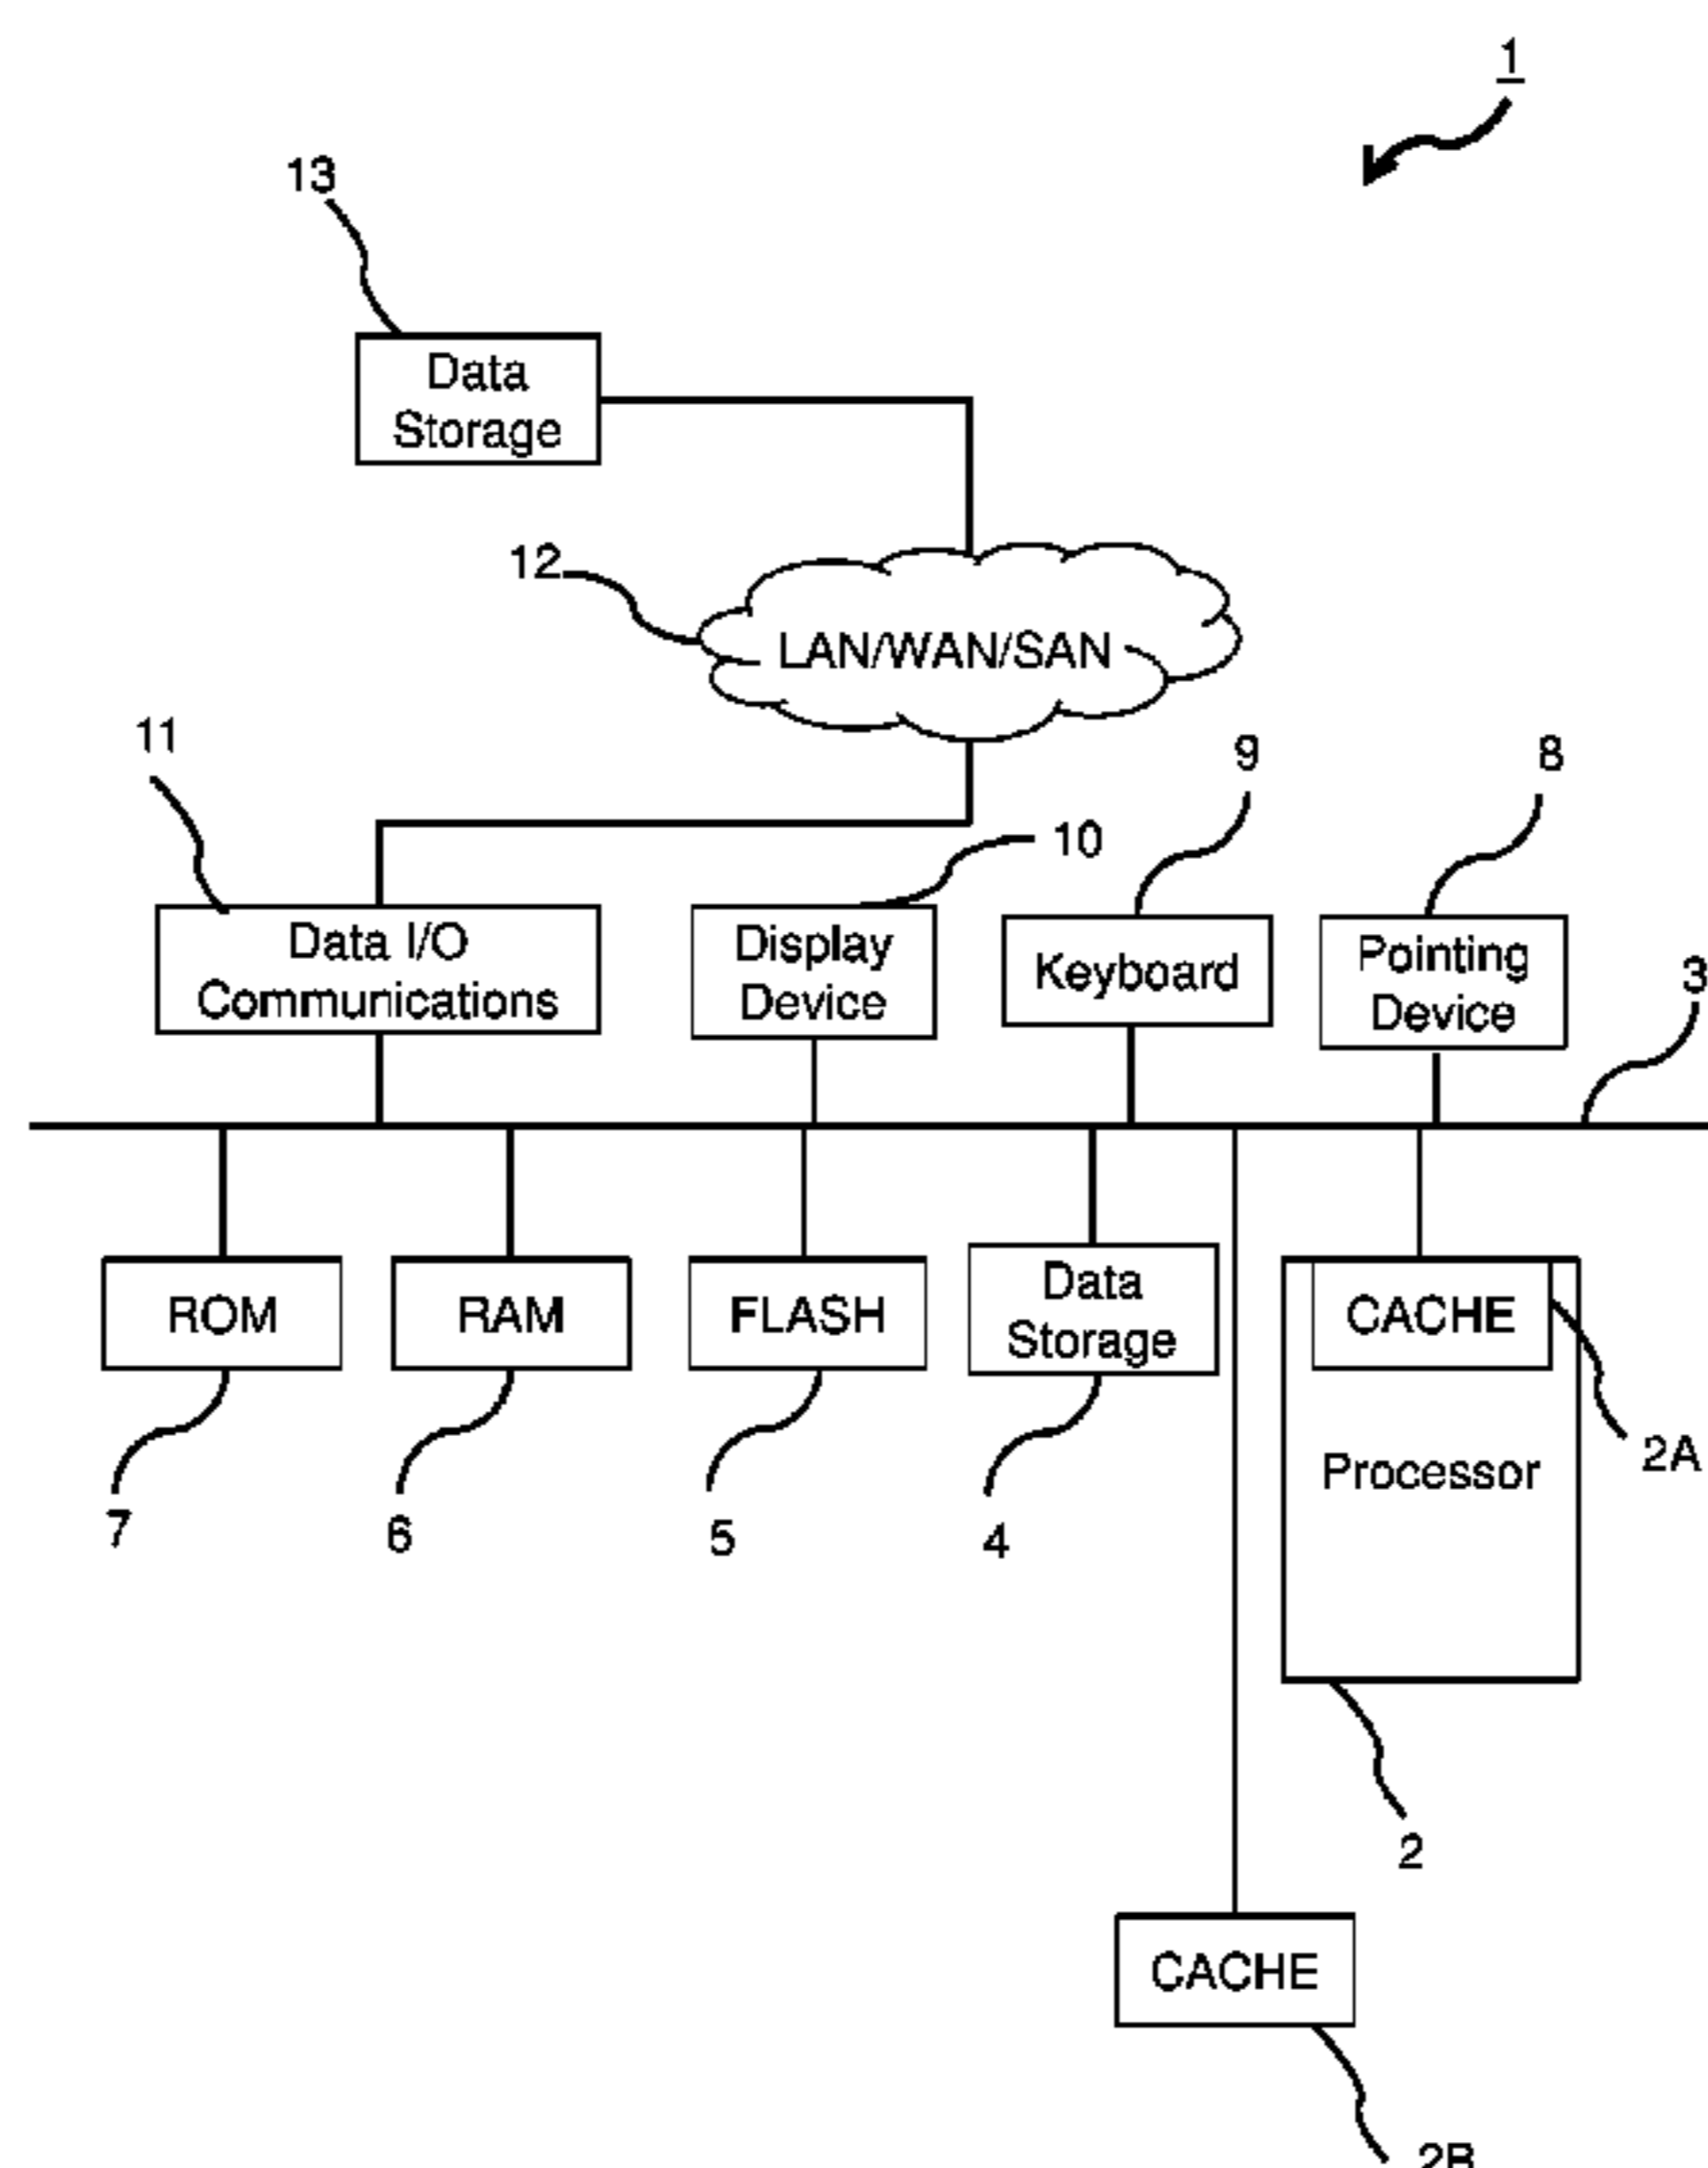 1
13
Data
Storage
12
LAN/WAN/SAN
11
9
8
10
Data I/O
Communications
Display
Device
Keyboard
Pointing
Device
3
ROM
RAM
FLASH
Data
Storage
CACHE
Processor
2A
7
6
5
4
2
CACHE
2B